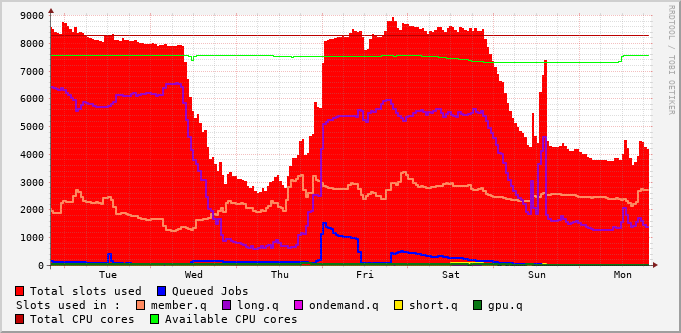 RRDTOOL / TOBI OETIKER
9000
8000
7000
6000
5000
4000
3000
2000
1000
0
Tue Wed Thu Fri Sat Sun Mon
Total slots used Queued Jobs
Slots used in : member.q long.q ondemand.q short.q gpu.q
Total CPU cores Available CPU cores